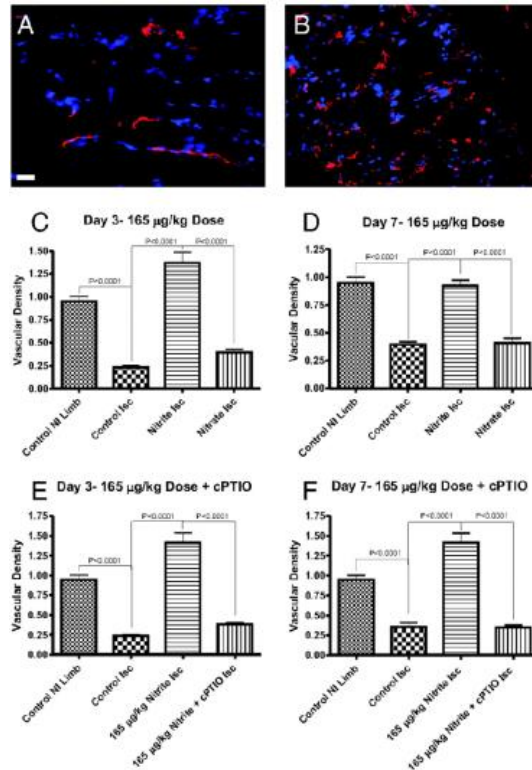 A
B
C
Day 3- 165 µg/kg Dose
P<0.0001 P<0.0001
P<0.0001
Vascular Density
1.50
1.25
1.00
0.75
0.50
0.25
0.00
Control NI Limb
Control Isc
Nitrite Isc
Nitrate Isc
D
Day 7- 165 µg/kg Dose
P<0.0001 P<0.0001 P<0.0001
Vascular Density
1.25
1.00
0.75
0.50
0.25
0.00
Control NI Limb
Control Isc
Nitrite Isc
Nitrate Isc
E
Day 3- 165 µg/kg Dose + cPTIO
P<0.0001 P<0.0001
P<0.0001
Vascular Density
1.75
1.50
1.25
1.00
0.75
0.50
0.25
0.00
Control NI Limb
Control Isc
165 µg/kg Nitrite Isc
165 µg/kg Nitrite + cPTIO Isc
F
Day 7- 165 µg/kg Dose + cPTIO
P<0.0001 P<0.0001
P<0.0001
Vascular Density
1.75
1.50
1.25
1.00
0.75
0.50
0.25
0.00
Control NI Limb
Control Isc
165 µg/kg Nitrite Isc
165 µg/kg Nitrite + cPTIO Isc